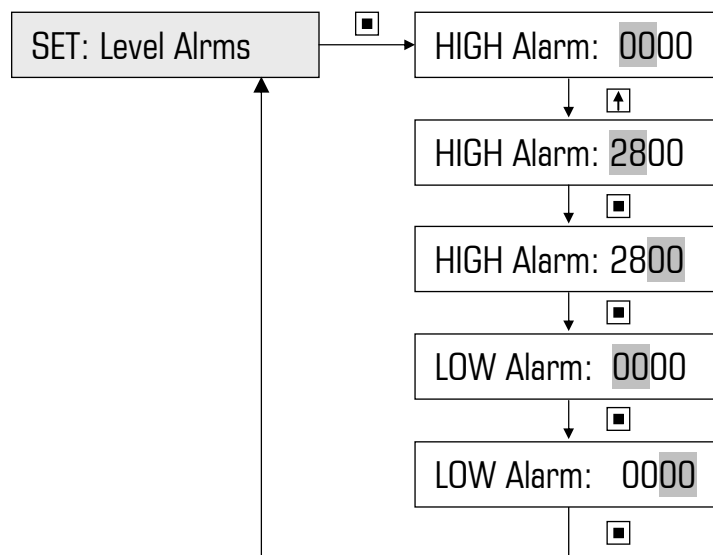 SET: Level Alrms
HIGH Alarm: 0000
HIGH Alarm: 2800
HIGH Alarm: 2800
LOW Alarm: 0000
LOW Alarm: 0000